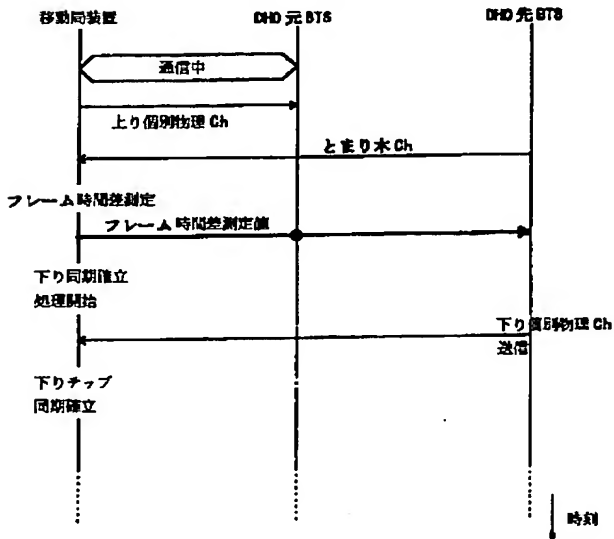 移動局装置
DHO 元 BTS
DHO 先 BTS
通信中
上り個別物理 Ch
とまり木 Ch
フレーム時間差測定
フレーム時間差測定値
下り同期確立
処理開始
下り個別物理 Ch
送信
下りチップ
同期確立
時刻